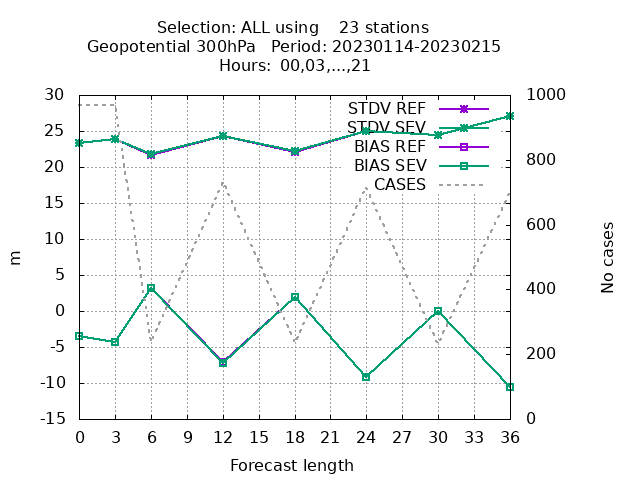 Selection: ALL using    23 stations
Geopotential 300hPa   Period: 20230114-20230215
Hours: 00,03,...,21
30
25
20
15
10
5
0
-5
-10
-15
1000
800
600
400
200
0
m
No cases
STDV REF
STDV SEV
BIAS REF
BIAS SEV
CASES
0 3 6 9 12 15 18 21 24 27 30 33 36
Forecast length